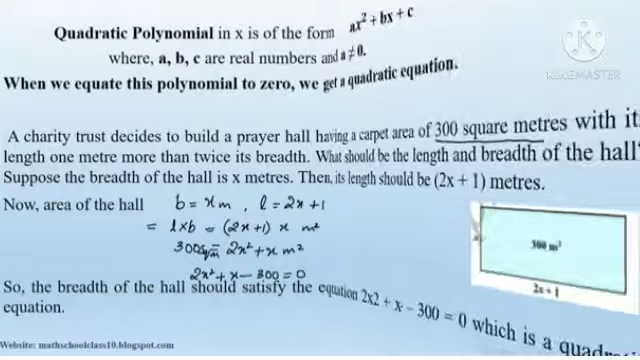 Quadratic Polynomial in x is of the form ax² + bx + c
where, a, b, c are real numbers and a ≠ 0.
When we equate this polynomial to zero, we get a quadratic equation.
KINEMASTER
A charity trust decides to build a prayer hall having a carpet area of 300 square metres with it
length one metre more than twice its breadth. What should be the length and breadth of the hall?
Suppose the breadth of the hall is x metres. Then, its length should be (2x + 1) metres.
Now, area of the hall b = x m , l = 2x + 1
= l x b = (2x +1) x m²
300 sqm = 2x² + x m²
2x² + x - 300 = 0
300 m²
2x + 1
So, the breadth of the hall should satisfy the equation 2x2 + x – 300 = 0 which is a quadr
equation.
Website: mathschoolclass10.blogspot.com